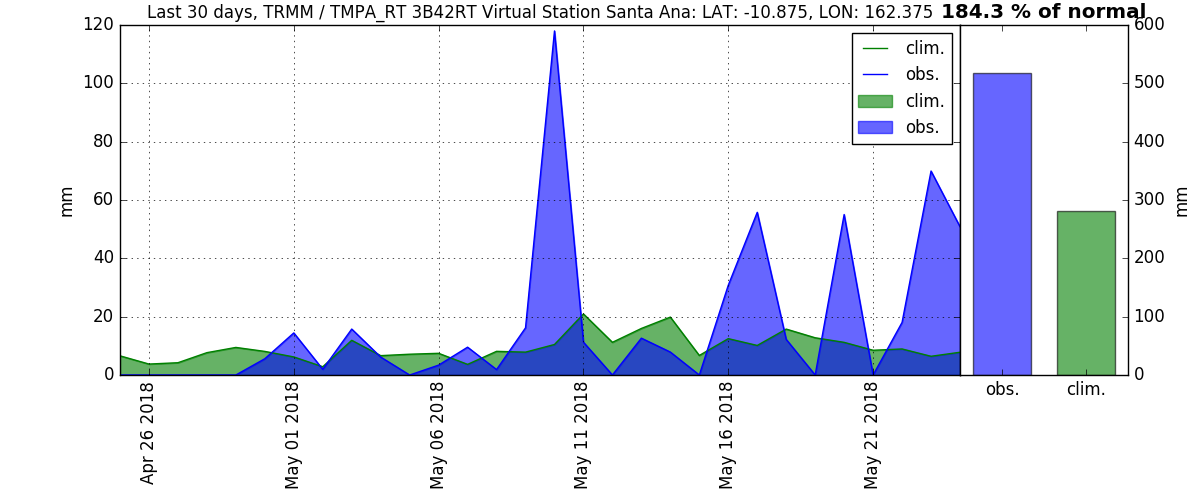 Last 30 days, TRMM / TMPA_RT 3B42RT Virtual Station Santa Ana: LAT: -10.875, LON: 162.375 184.3 % of normal
120
100
80
60
40
20
0
mm
clim.
obs.
clim.
obs.
Apr 26 2018
May 01 2018
May 06 2018
May 11 2018
May 16 2018
May 21 2018
600
500
400
300
200
100
0
mm
obs.
clim.